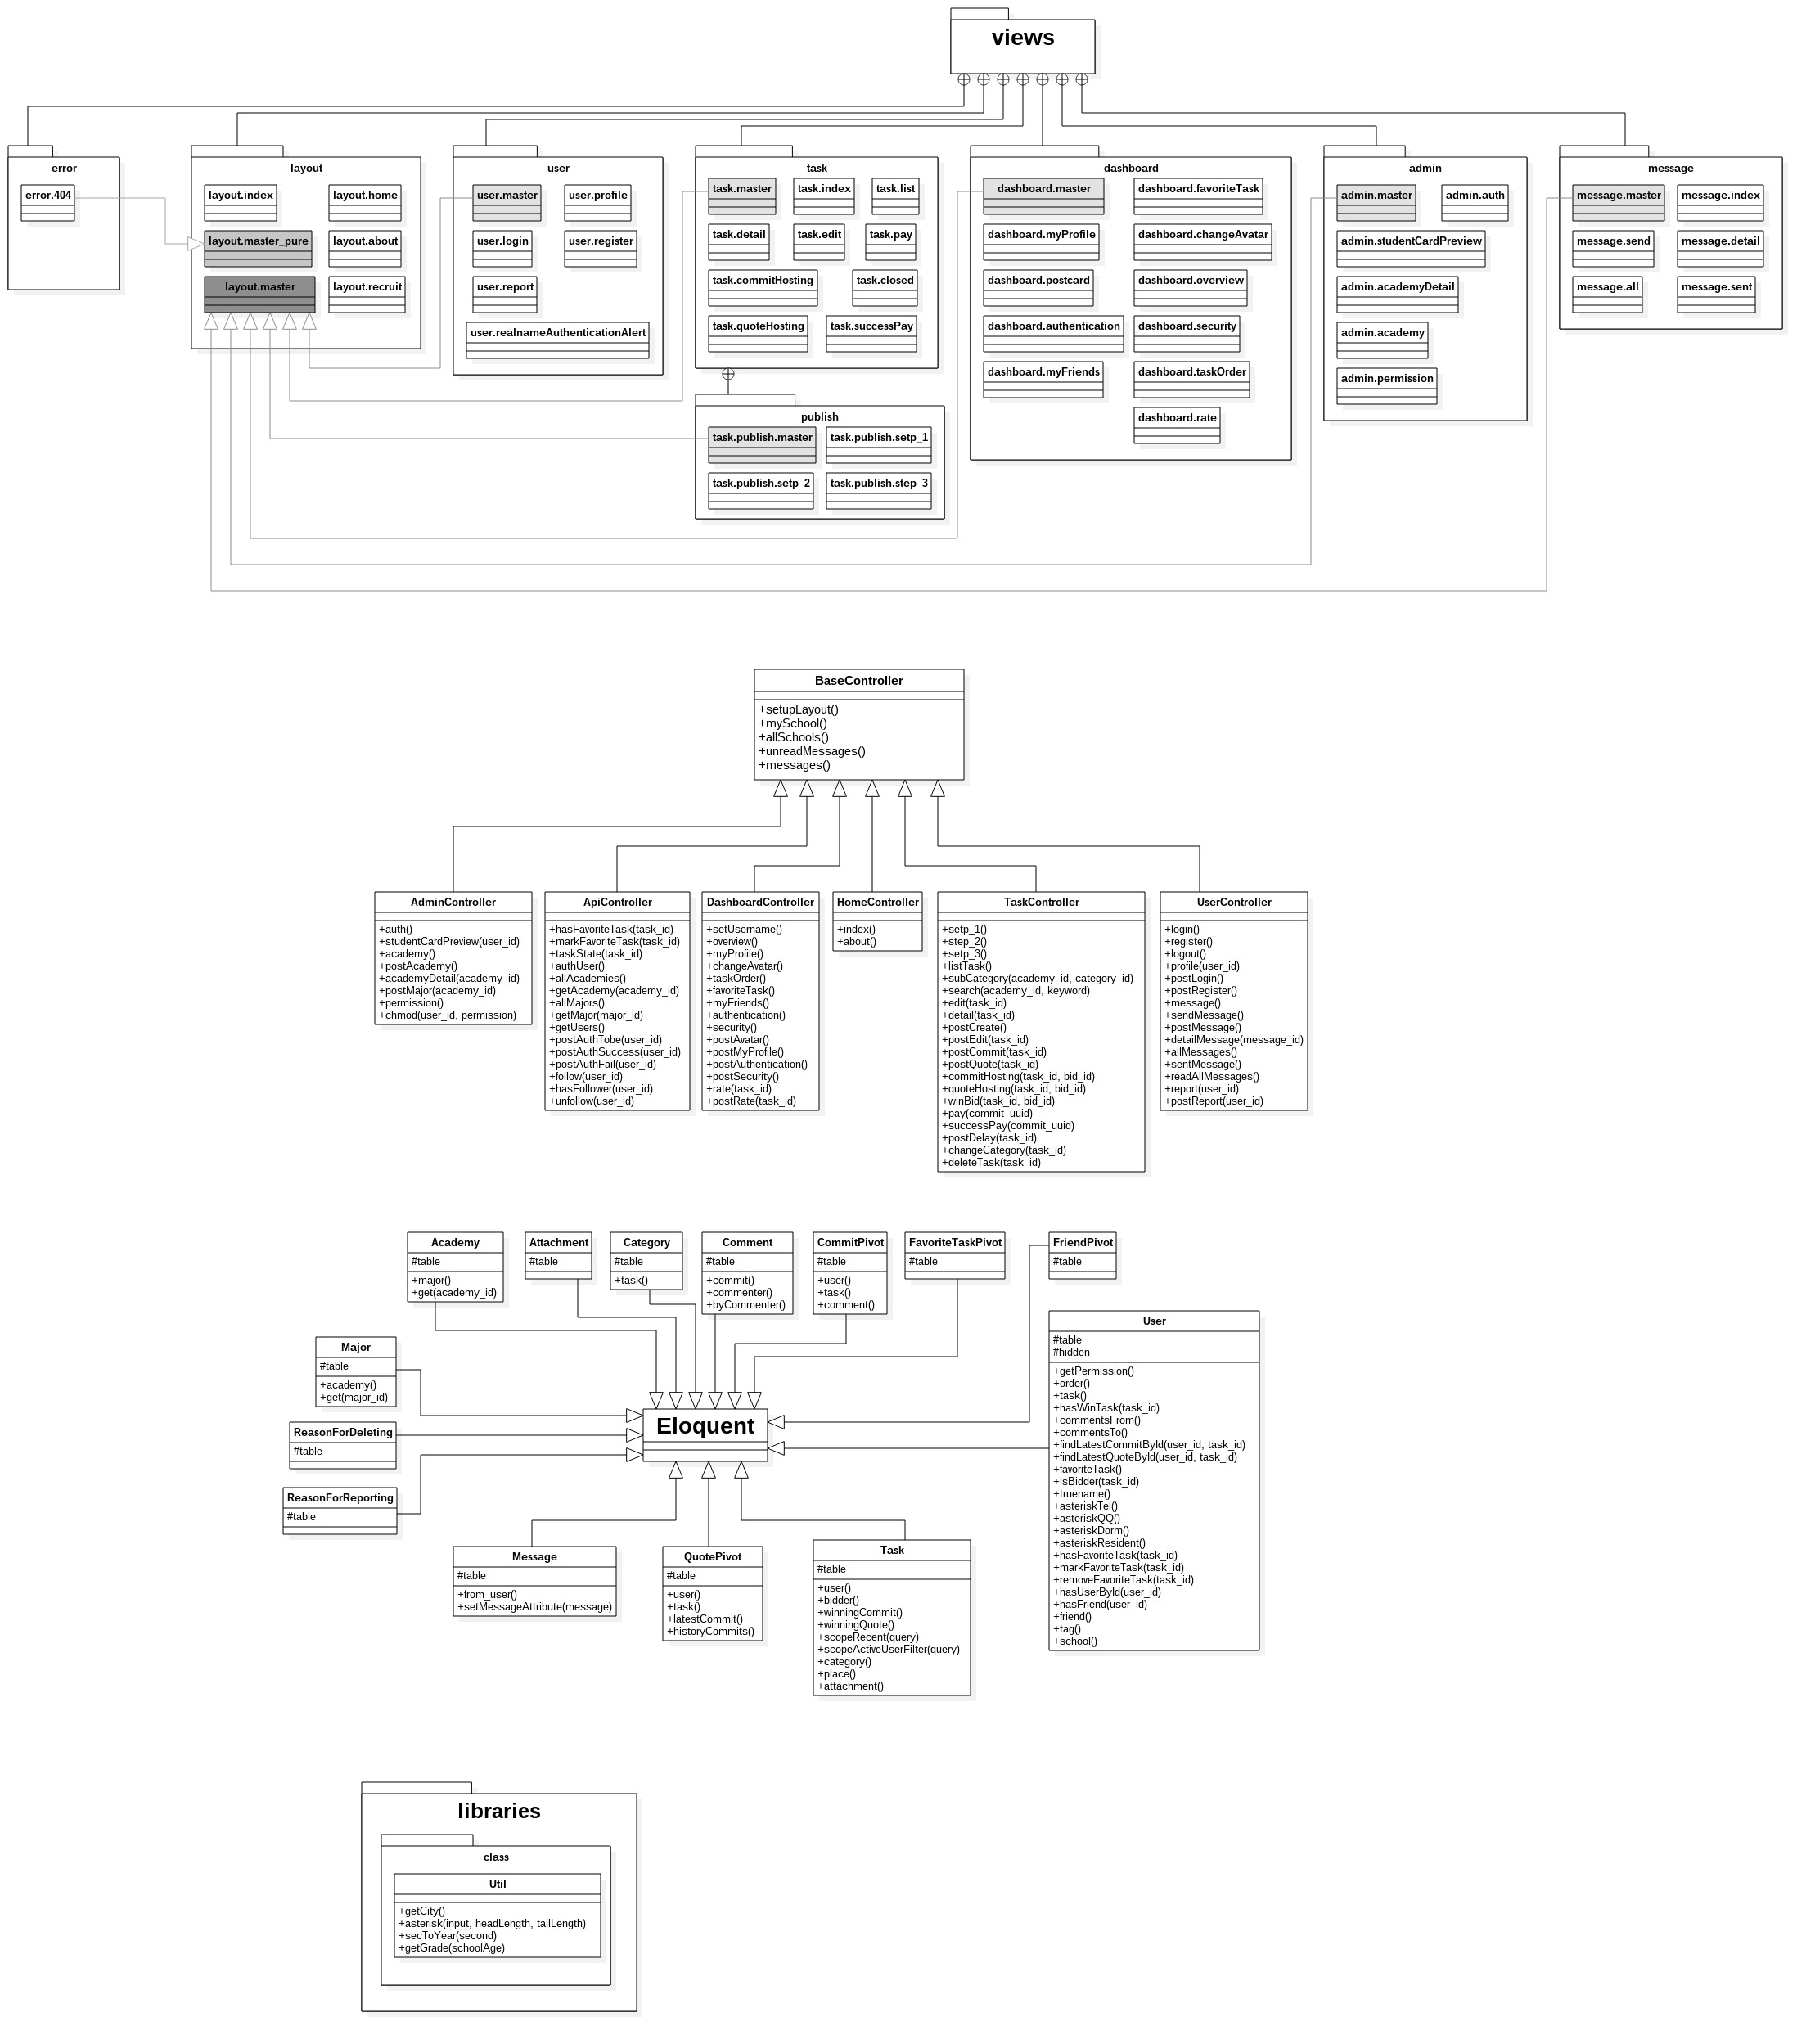 views
error
error.404
layout
layout.index
layout.home
layout.master_pure
layout.about
layout.master
layout.recruit
user
user.master
user.profile
user.login
user.register
user.report
user.realnameAuthenticationAlert
task
task.master
task.index
task.list
task.detail
task.edit
task.pay
task.commitHosting
task.closed
task.quoteHosting
task.successPay
publish
task.publish.master
task.publish.setp_1
task.publish.setp_2
task.publish.step_3
dashboard
dashboard.master
dashboard.favoriteTask
dashboard.myProfile
dashboard.changeAvatar
dashboard.postcard
dashboard.overview
dashboard.authentication
dashboard.security
dashboard.myFriends
dashboard.taskOrder
dashboard.rate
admin
admin.master
admin.auth
admin.studentCardPreview
admin.academyDetail
admin.academy
admin.permission
message
message.master
message.index
message.send
message.detail
message.all
message.sent
BaseController
+setupLayout()
+mySchool()
+allSchools()
+unreadMessages()
+messages()
AdminController
+auth()
+studentCardPreview(user_id)
+academy()
+postAcademy()
+academyDetail(academy_id)
+postMajor(academy_id)
+permission()
+chmod(user_id, permission)
ApiController
+hasFavoriteTask(task_id)
+markFavoriteTask(task_id)
+taskState(task_id)
+authUser()
+allAcademies()
+getAcademy(academy_id)
+allMajors()
+getMajor(major_id)
+getUsers()
+postAuthTobe(user_id)
+postAuthSuccess(user_id)
+postAuthFail(user_id)
+follow(user_id)
+hasFollower(user_id)
+unfollow(user_id)
DashboardController
+setUsername()
+overview()
+myProfile()
+changeAvatar()
+taskOrder()
+favoriteTask()
+myFriends()
+authentication()
+security()
+postAvatar()
+postMyProfile()
+postAuthentication()
+postSecurity()
+rate(task_id)
+postRate(task_id)
HomeController
+index()
+about()
TaskController
+setp_1()
+step_2()
+setp_3()
+listTask()
+subCategory(academy_id, category_id)
+search(academy_id, keyword)
+edit(task_id)
+detail(task_id)
+postCreate()
+postEdit(task_id)
+postCommit(task_id)
+postQuote(task_id)
+commitHosting(task_id, bid_id)
+quoteHosting(task_id, bid_id)
+winBid(task_id, bid_id)
+pay(commit_uuid)
+successPay(commit_uuid)
+postDelay(task_id)
+changeCategory(task_id)
+deleteTask(task_id)
UserController
+login()
+register()
+logout()
+profile(user_id)
+postLogin()
+postRegister()
+message()
+sendMessage()
+postMessage()
+detailMessage(message_id)
+allMessages()
+sentMessage()
+readAllMessages()
+report(user_id)
+postReport(user_id)
Academy
#table
+major()
+get(academy_id)
Attachment
#table
Category
#table
+task()
Comment
#table
+commit()
+commenter()
+byCommenter()
CommitPivot
#table
+user()
+task()
+comment()
FavoriteTaskPivot
#table
FriendPivot
#table
Major
#table
+academy()
+get(major_id)
ReasonForDeleting
#table
ReasonForReporting
#table
Eloquent
User
#table
#hidden
+getPermission()
+order()
+task()
+hasWinTask(task_id)
+commentsFrom()
+commentsTo()
+findLatestCommitById(user_id, task_id)
+findLatestQuoteById(user_id, task_id)
+favoriteTask()
+isBidder(task_id)
+truename()
+asteriskTel()
+asteriskQQ()
+asteriskDorm()
+asteriskResident()
+hasFavoriteTask(task_id)
+markFavoriteTask(task_id)
+removeFavoriteTask(task_id)
+hasUserById(user_id)
+hasFriend(user_id)
+friend()
+tag()
+school()
Message
#table
+from_user()
+setMessageAttribute(message)
QuotePivot
#table
+user()
+task()
+latestCommit()
+historyCommits()
Task
#table
+user()
+bidder()
+winningCommit()
+winningQuote()
+scopeRecent(query)
+scopeActiveUserFilter(query)
+category()
+place()
+attachment()
libraries
class
Util
+getCity()
+asterisk(input, headLength, tailLength)
+secToYear(second)
+getGrade(schoolAge)